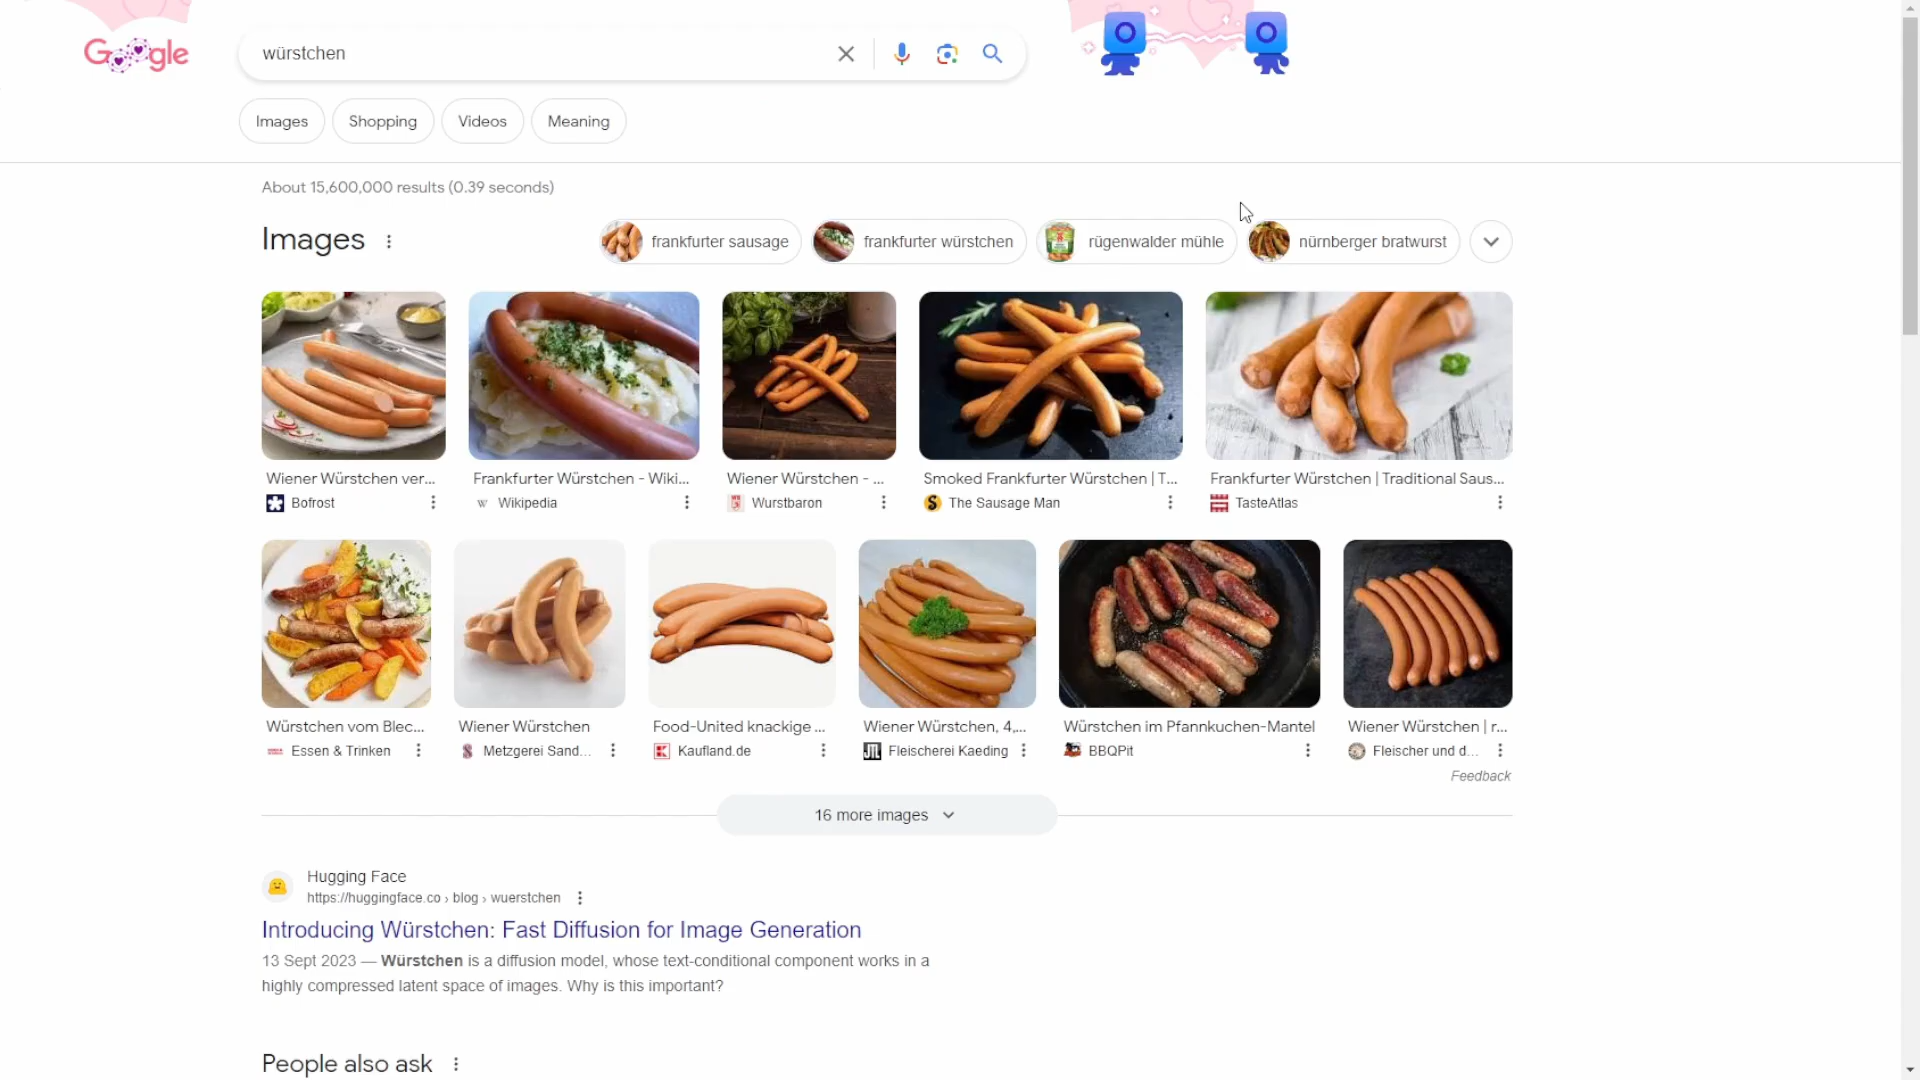 Google
würstchen
Images
Shopping
Videos
Meaning
About 15,600,000 results (0.39 seconds)
Images
frankfurter sausage
frankfurter würstchen
rügenwalder mühle
nürnberger bratwurst
Wiener Würstchen ver...
Bofrost
Frankfurter Würstchen - Wiki...
W Wikipedia
Wiener Würstchen - ...
Wurstbaron
Smoked Frankfurter Würstchen | T...
S The Sausage Man
Frankfurter Würstchen | Traditional Saus...
TasteAtlas
Würstchen vom Blec...
Essen & Trinken
Wiener Würstchen
S Metzgerei Sand...
Food-United knackige ...
K Kaufland.de
Wiener Würstchen, 4,...
Fleischerei Kaeding
Würstchen im Pfannkuchen-Mantel
BBQPit
Wiener Würstchen | r...
Fleischer und d...
Feedback
16 more images
Hugging Face
https://huggingface.co › blog › wuerstchen
Introducing Würstchen: Fast Diffusion for Image Generation
13 Sept 2023 — Würstchen is a diffusion model, whose text-conditional component works in a
highly compressed latent space of images. Why is this important?
People also ask